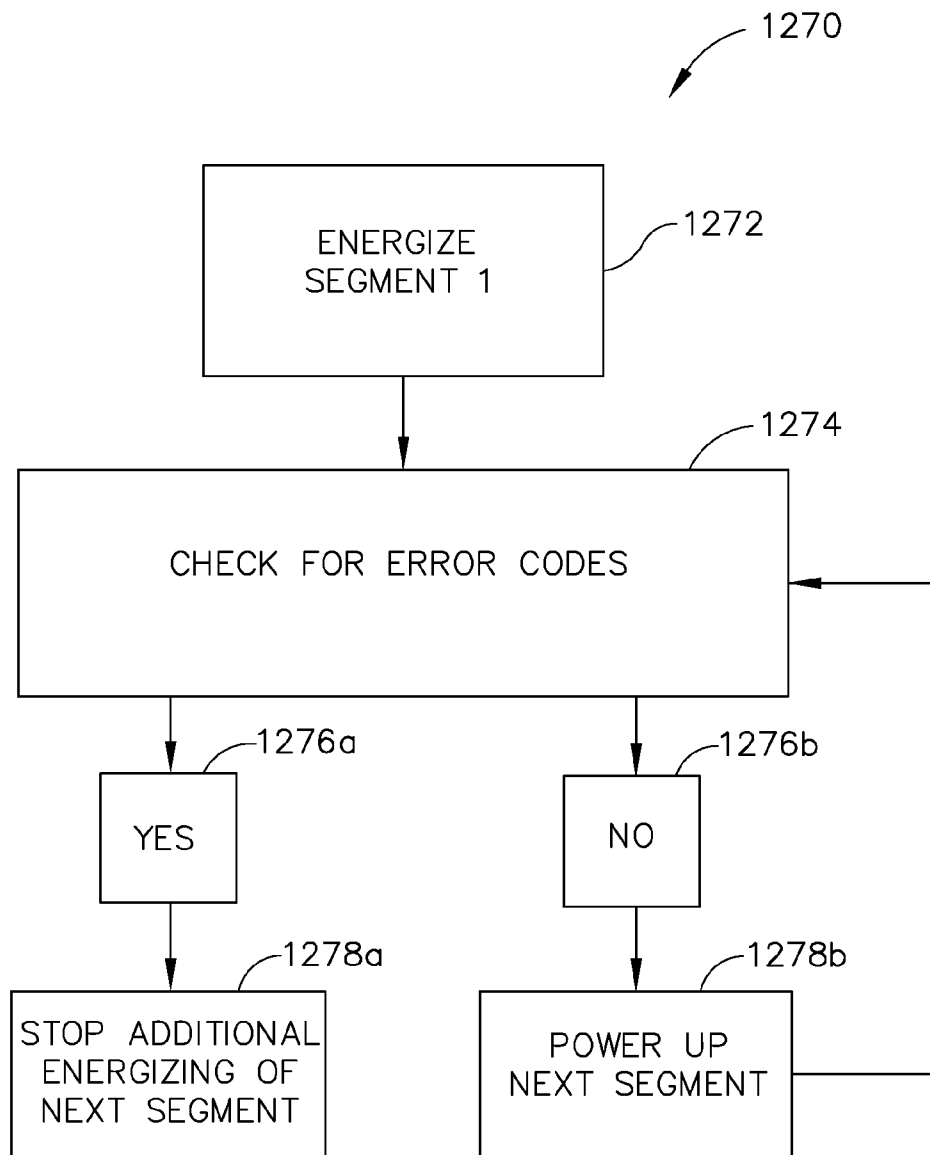 1270
ENERGIZE
SEGMENT 1
1272
1274
CHECK FOR ERROR CODES
1276a
1276b
YES
NO
1278a
1278b
STOP ADDITIONAL
ENERGIZING OF
NEXT SEGMENT
POWER UP
NEXT SEGMENT